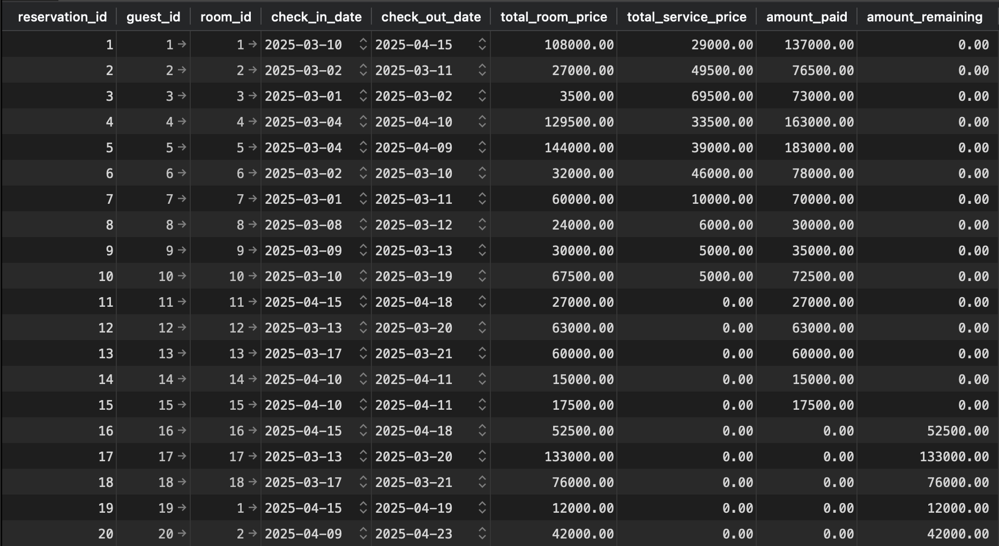 reservation_id guest_id room_id check_in_date check_out_date total_room_price total_service_price amount_paid amount_remaining
1 1 → 1 → 2025-03-10 2025-04-15 108000.00 29000.00 137000.00 0.00
2 2 → 2 → 2025-03-02 2025-03-11 27000.00 49500.00 76500.00 0.00
3 3 → 3 → 2025-03-01 2025-03-02 3500.00 69500.00 73000.00 0.00
4 4 → 4 → 2025-03-04 2025-04-10 129500.00 33500.00 163000.00 0.00
5 5 → 5 → 2025-03-04 2025-04-09 144000.00 39000.00 183000.00 0.00
6 6 → 6 → 2025-03-02 2025-03-10 32000.00 46000.00 78000.00 0.00
7 7 → 7 → 2025-03-01 2025-03-11 60000.00 10000.00 70000.00 0.00
8 8 → 8 → 2025-03-08 2025-03-12 24000.00 6000.00 30000.00 0.00
9 9 → 9 → 2025-03-09 2025-03-13 30000.00 5000.00 35000.00 0.00
10 10 → 10 → 2025-03-10 2025-03-19 67500.00 5000.00 72500.00 0.00
11 11 → 11 → 2025-04-15 2025-04-18 27000.00 0.00 27000.00 0.00
12 12 → 12 → 2025-03-13 2025-03-20 63000.00 0.00 63000.00 0.00
13 13 → 13 → 2025-03-17 2025-03-21 60000.00 0.00 60000.00 0.00
14 14 → 14 → 2025-04-10 2025-04-11 15000.00 0.00 15000.00 0.00
15 15 → 15 → 2025-04-10 2025-04-11 17500.00 0.00 17500.00 0.00
16 16 → 16 → 2025-04-15 2025-04-18 52500.00 0.00 0.00 52500.00
17 17 → 17 → 2025-03-13 2025-03-20 133000.00 0.00 0.00 133000.00
18 18 → 18 → 2025-03-17 2025-03-21 76000.00 0.00 0.00 76000.00
19 19 → 1 → 2025-04-15 2025-04-19 12000.00 0.00 0.00 12000.00
20 20 → 2 → 2025-04-09 2025-04-23 42000.00 0.00 0.00 42000.00